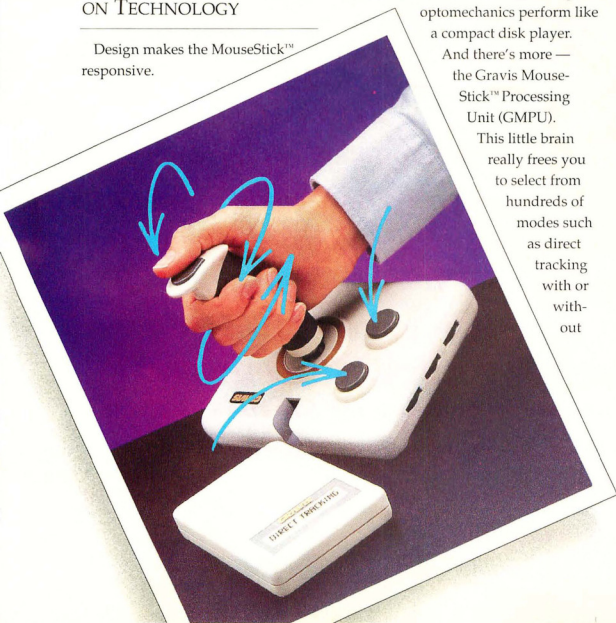 ON TECHNOLOGY
Design makes the MouseStick™
responsive.
optomechanics perform like
a compact disk player.
And there's more —
the Gravis Mouse-
Stick™ Processing
Unit (GMPU).
This little brain
really frees you
to select from
hundreds of
modes such
as direct
tracking
with or
with-
out
DIRECT TRACKING